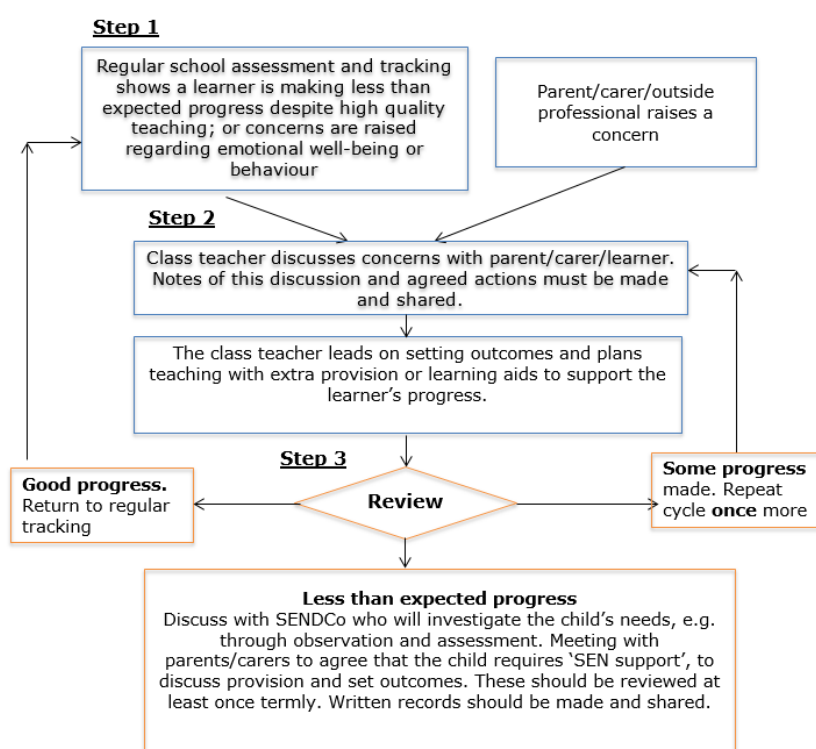 Step 1
Regular school assessment and tracking
shows a learner is making less than
expected progress despite high quality
teaching; or concerns are raised
regarding emotional well-being or
behaviour
Parent/carer/outside
professional raises a
concern
Step 2
Class teacher discusses concerns with parent/carer/learner.
Notes of this discussion and agreed actions must be made
and shared.
The class teacher leads on setting outcomes and plans
teaching with extra provision or learning aids to support the
learner’s progress.
Step 3
Good progress.
Return to regular
tracking
Review
Some progress
made. Repeat
cycle once more
Less than expected progress
Discuss with SENDCo who will investigate the child’s needs, e.g.
through observation and assessment. Meeting with
parents/carers to agree that the child requires ‘SEN support’, to
discuss provision and set outcomes. These should be reviewed at
least once termly. Written records should be made and shared.